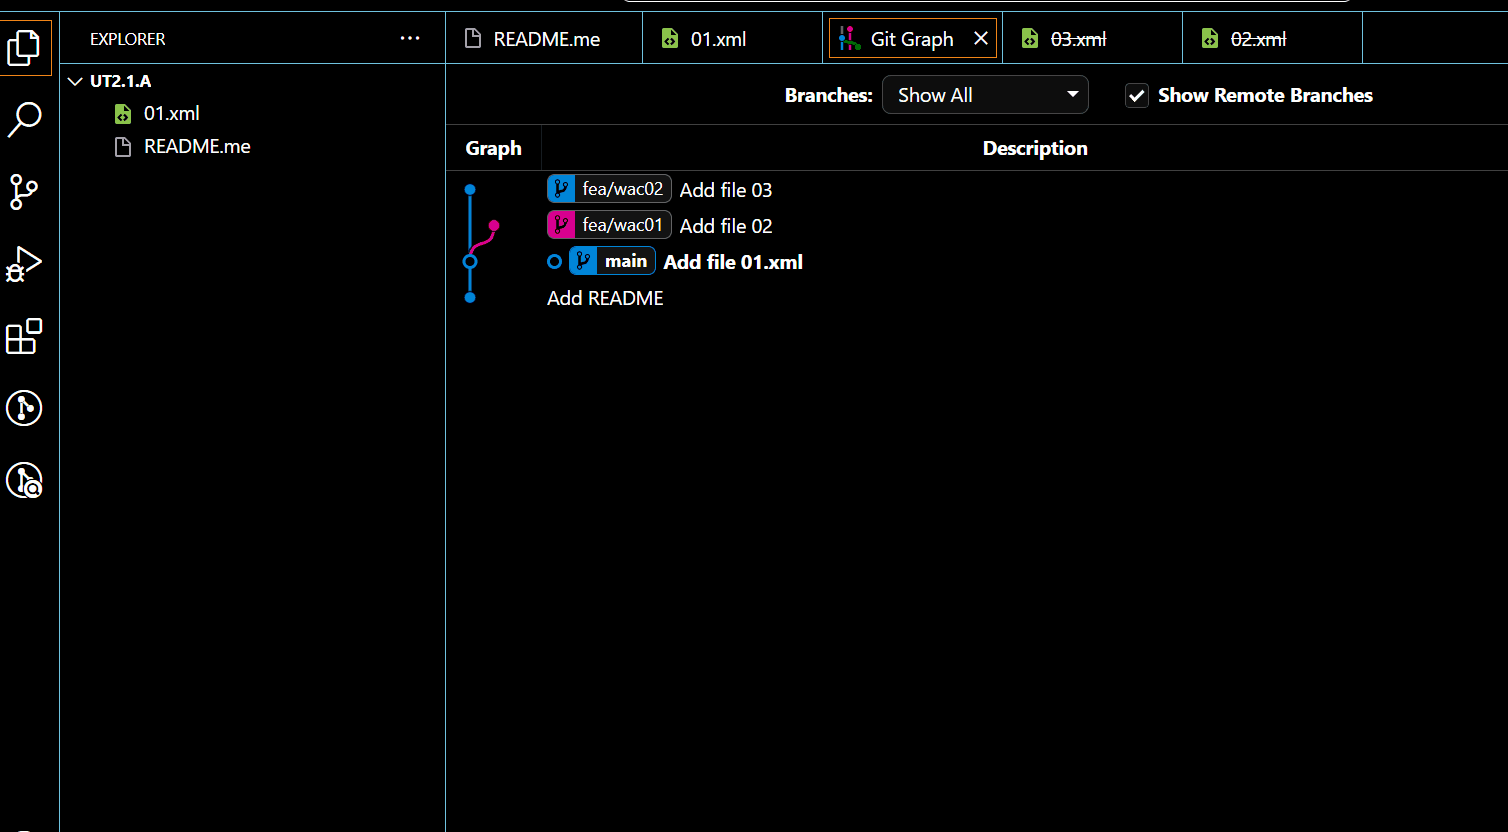 EXPLORER ...
README.me
01.xml
Git Graph
03.xml
02.xml
UT2.1.A
01.xml
README.me
Branches: Show All
Show Remote Branches
Graph Description
fea/wac02 Add file 03
fea/wac01 Add file 02
main Add file 01.xml
Add README